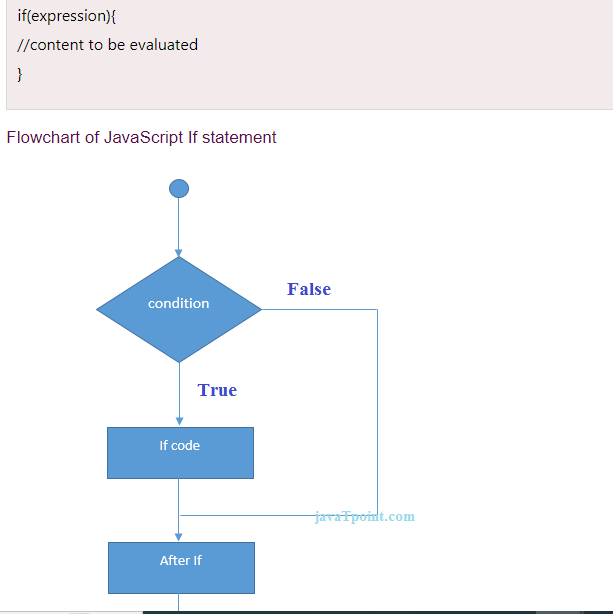 if(expression){
//content to be evaluated
}
Flowchart of JavaScript If statement
condition
False
True
If code
javaTpoint.com
After If